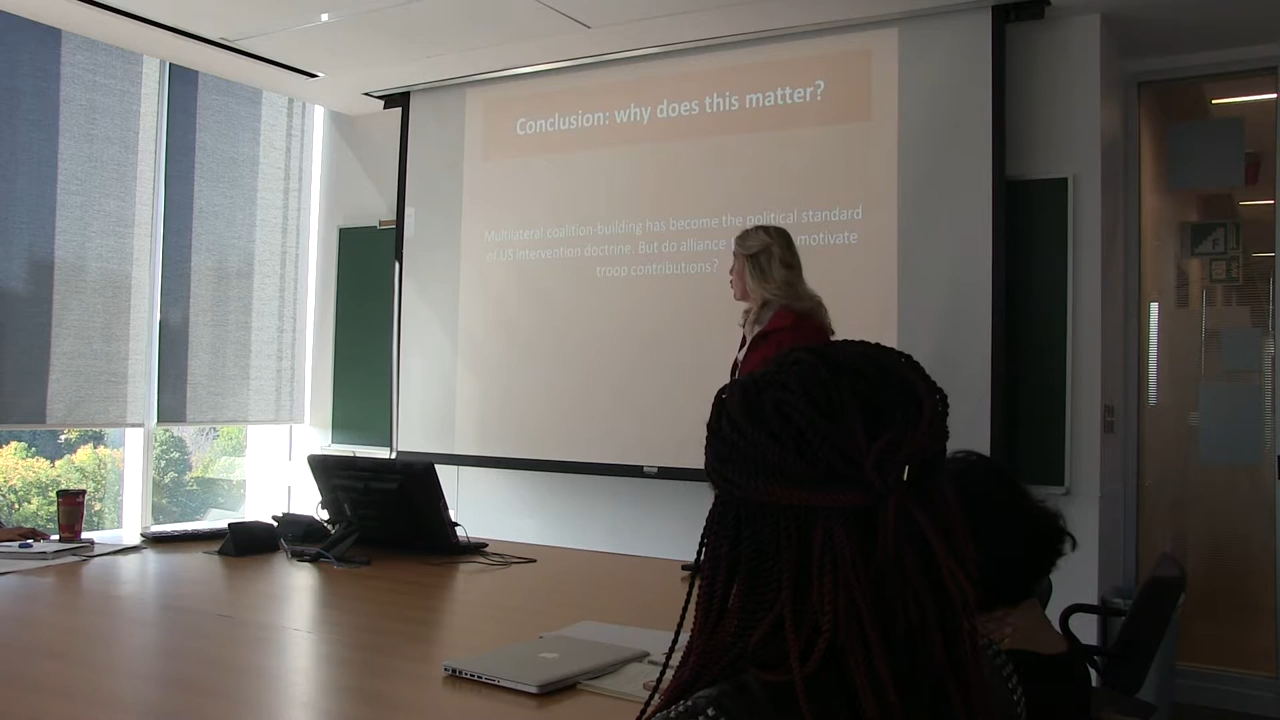 Conclusion: why does this matter?
Multilateral coalition-building has become the political standard
of US intervention doctrine. But do alliance motivate
troop contributions?